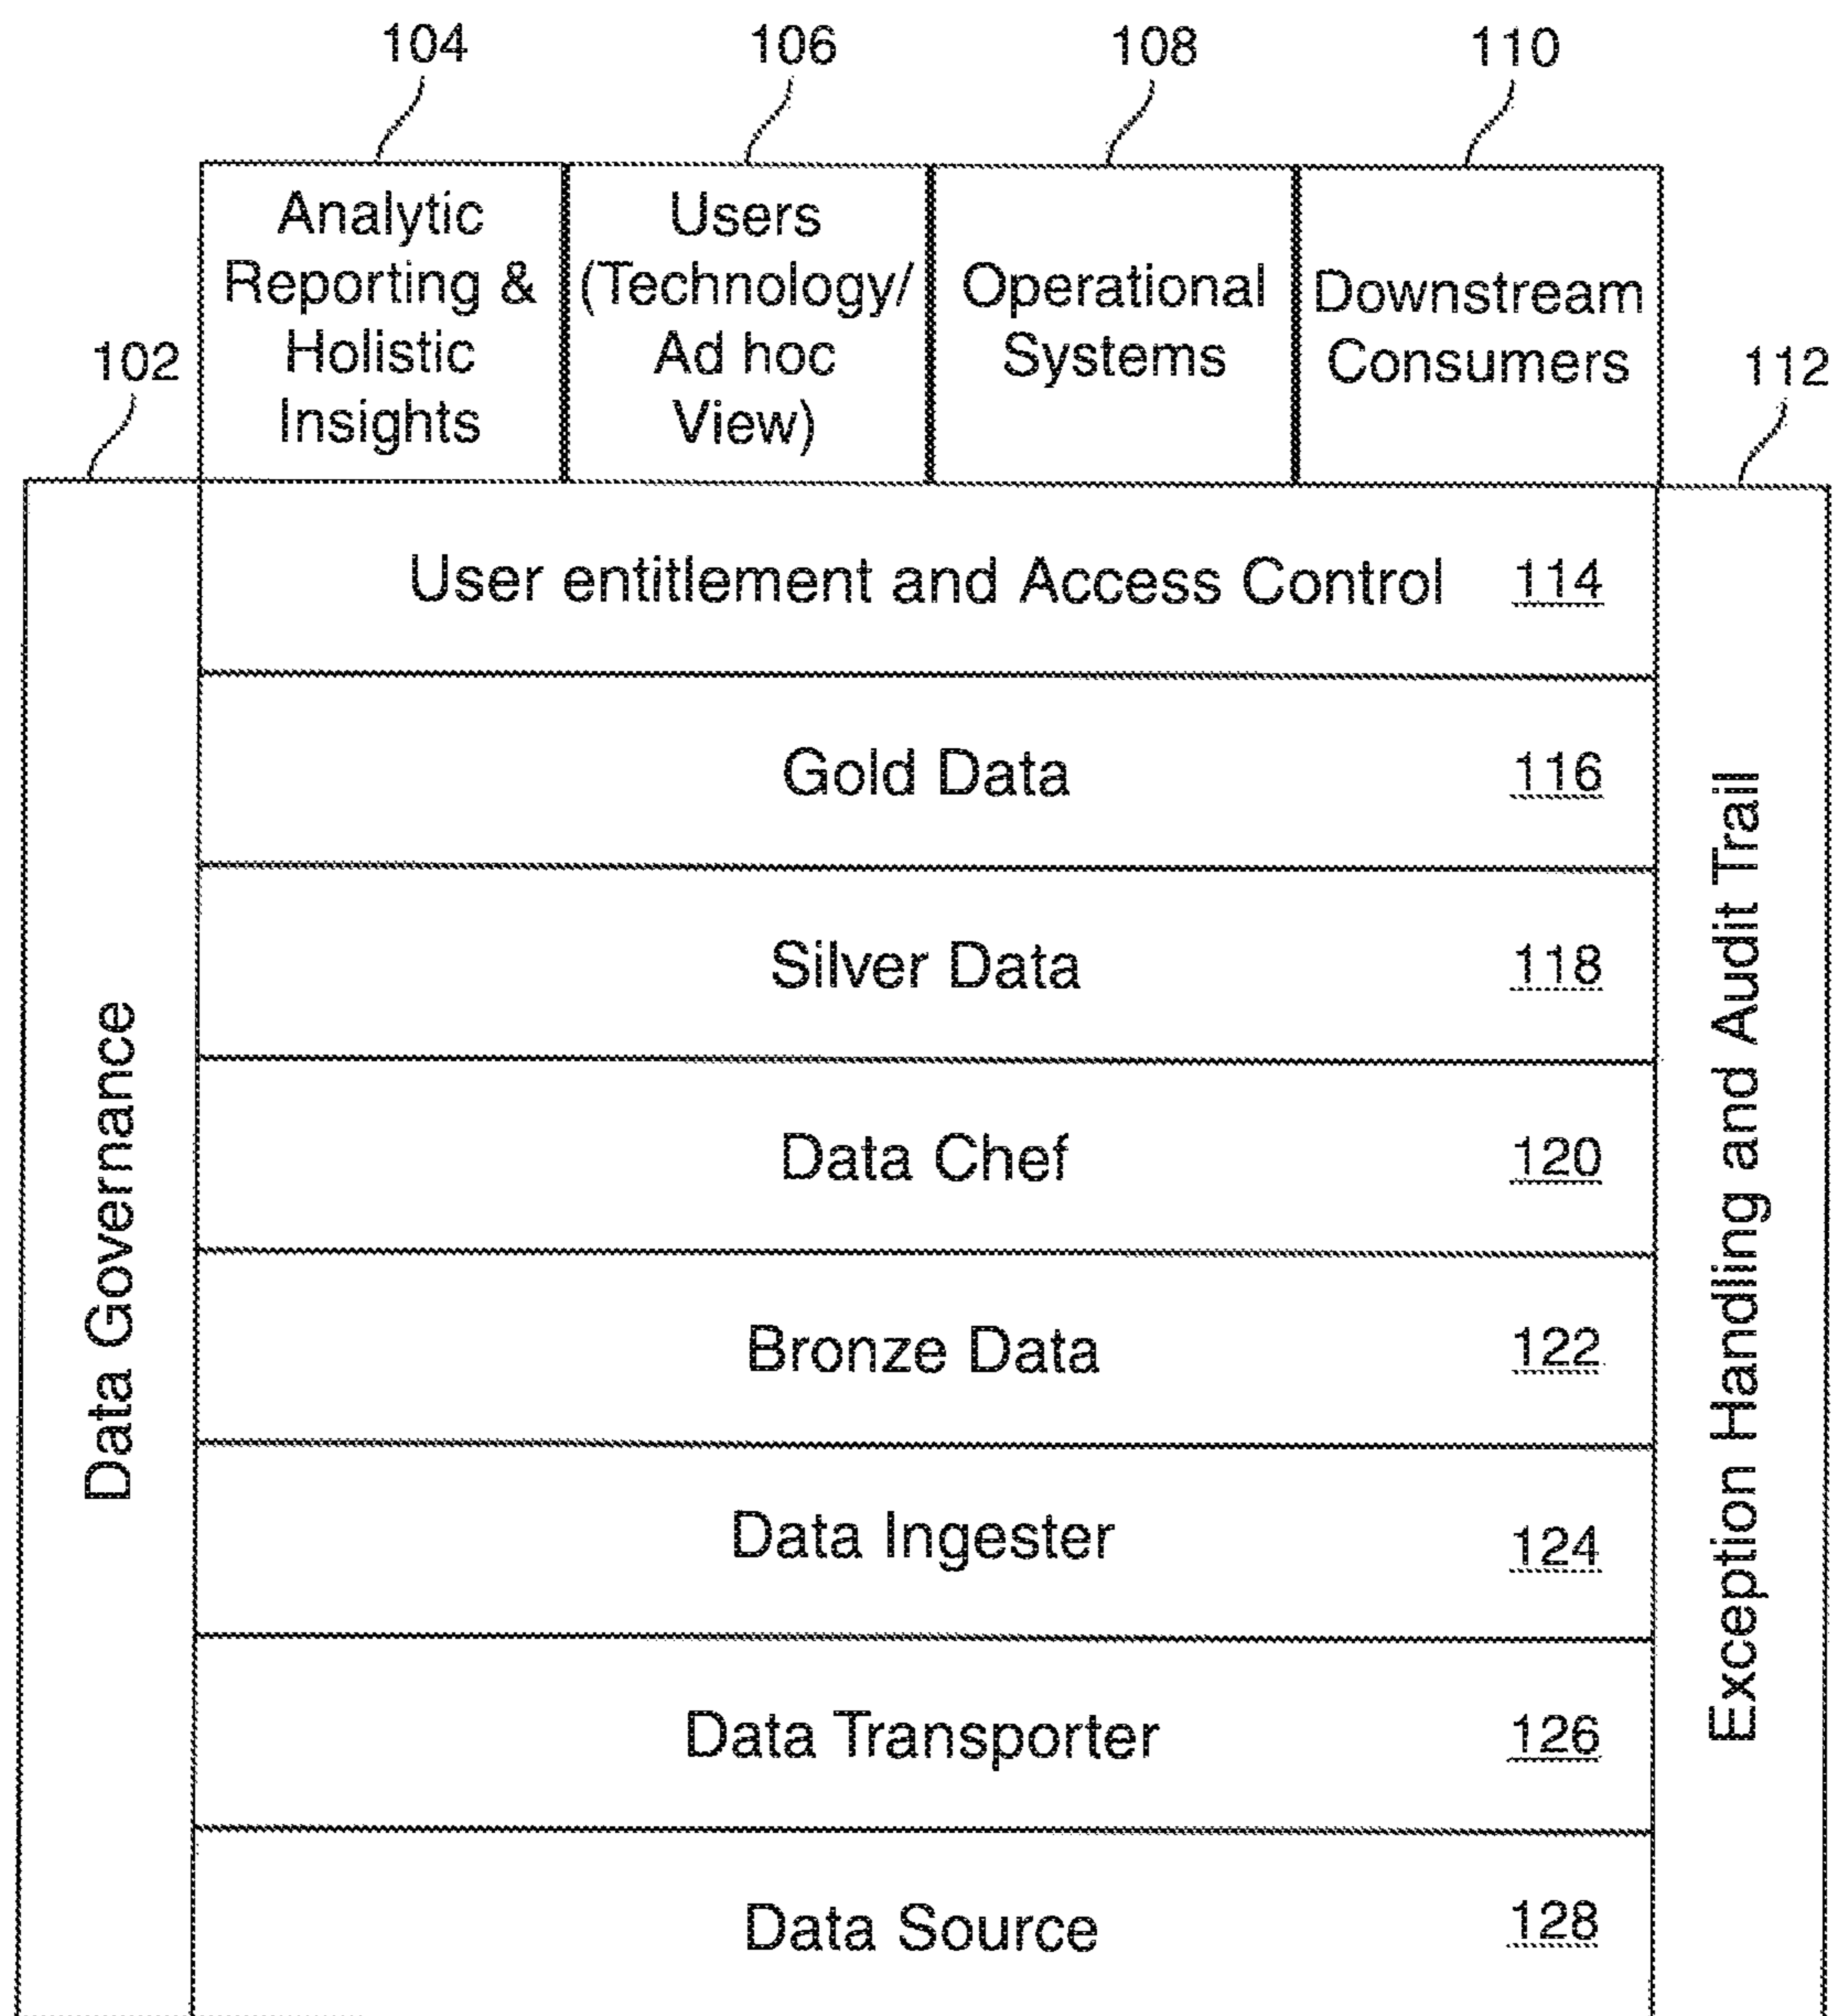 104
106
108
110
Analytic
Reporting &
Holistic
Insights
Users
(Technology/
Ad hoc
View)
Operational
Systems
Downstream
Consumers
102
112
Data Governance
User entitlement and Access Control 114
Gold Data 116
Silver Data 118
Data Chef 120
Bronze Data 122
Data Ingester 124
Data Transporter 126
Data Source 128
Exception Handling and Audit Trail